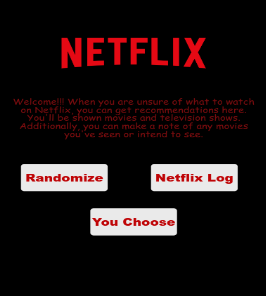 NETFLIX
Welcome!!! When you are unsure of what to watch
on Netflix, you can get recommendations here.
You'll be shown movies and television shows.
Additionally, you can make a note of any movies
you've seen or intend to see.
Randomize
Netflix Log
You Choose